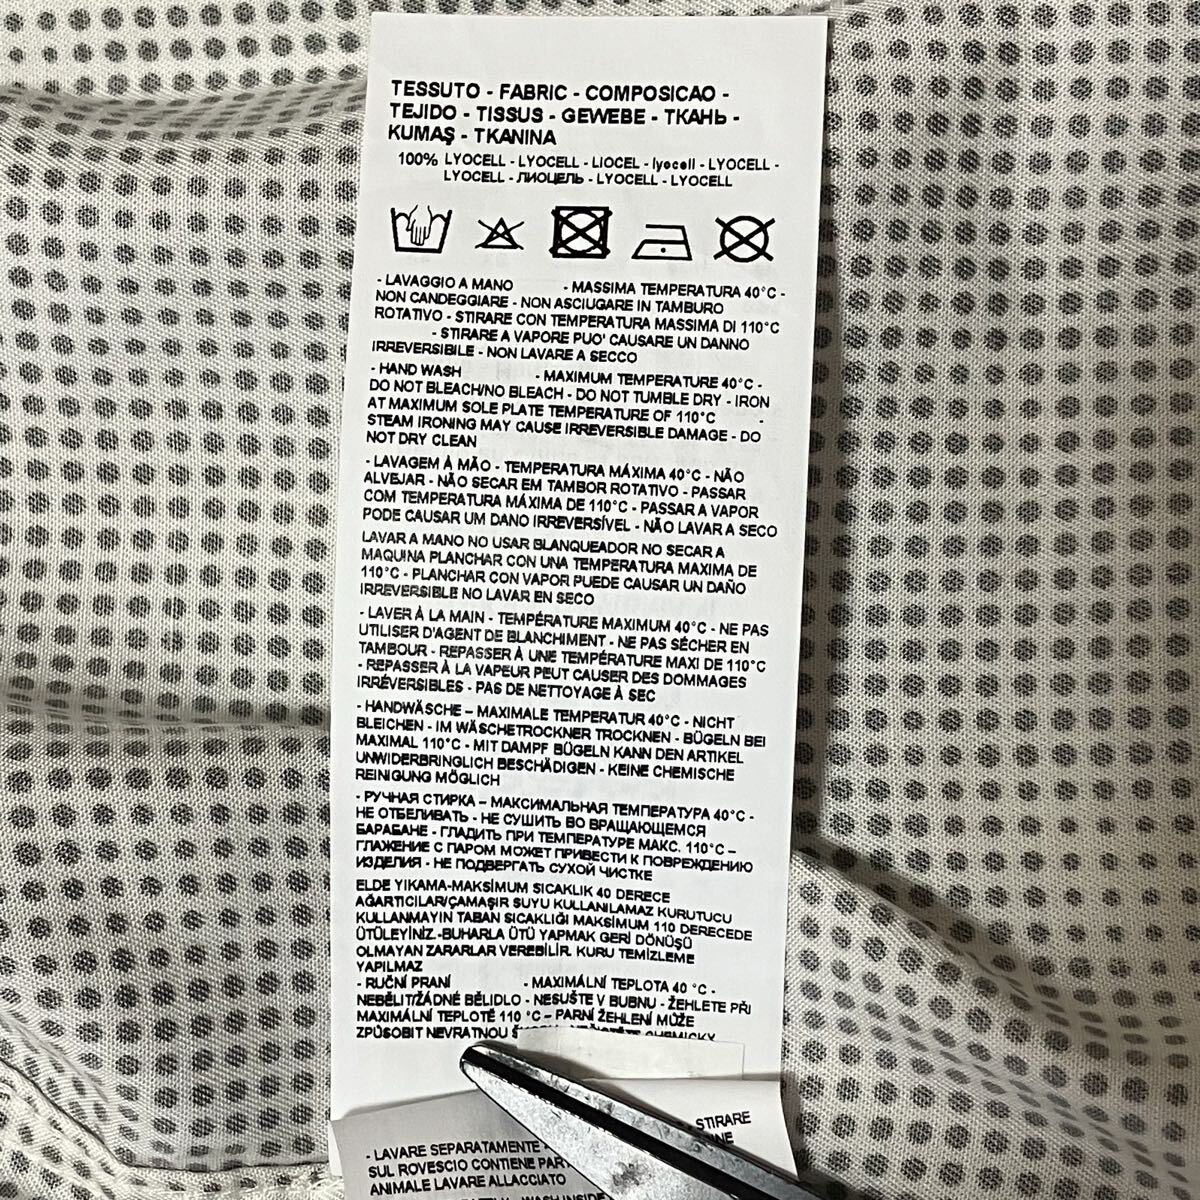 TESSUTO - FABRIC - COMPOSICAO -
TEJIDO - TISSUS - GEWEBE - ТКАНЬ -
KUMAŞ - TKANINA
100% LYOCELL - LYOCELL - LIOCEL - lyocell - LYOCELL -
LYOCELL - ЛИОЦЕЛЬ - LYOCELL - LYOCELL
- LAVAGGIO A MANO - MASSIMA TEMPERATURA 40°C -
NON CANDEGGIARE - NON ASCIUGARE IN TAMBURO
ROTATIVO - STIRARE CON TEMPERATURA MASSIMA DI 110°C
- STIRARE A VAPORE PUO' CAUSARE UN DANNO
IRREVERSIBILE - NON LAVARE A SECCO
- HAND WASH - MAXIMUM TEMPERATURE 40°C -
DO NOT BLEACH/NO BLEACH - DO NOT TUMBLE DRY - IRON
AT MAXIMUM SOLE PLATE TEMPERATURE OF 110°C -
STEAM IRONING MAY CAUSE IRREVERSIBLE DAMAGE - DO
NOT DRY CLEAN
- LAVAGEM À MÃO - TEMPERATURA MÁXIMA 40°C - NÃO
ALVEJAR - NÃO SECAR EM TAMBOR ROTATIVO - PASSAR
COM TEMPERATURA MÁXIMA DE 110°C - PASSAR A VAPOR
PODE CAUSAR UM DANO IRREVERSÍVEL - NÃO LAVAR A SECO
LAVAR A MANO NO USAR BLANQUEADOR NO SECAR A
MAQUINA PLANCHAR CON UNA TEMPERATURA MAXIMA DE
110°C - PLANCHAR CON VAPOR PUEDE CAUSAR UN DAÑO
IRREVERSIBLE NO LAVAR EN SECO
- LAVER À LA MAIN - TEMPÉRATURE MAXIMUM 40°C - NE PAS
UTILISER D'AGENT DE BLANCHIMENT - NE PAS SÉCHER EN
TAMBOUR - REPASSER À UNE TEMPÉRATURE MAXI DE 110°C
- REPASSER À LA VAPEUR PEUT CAUSER DES DOMMAGES
IRRÉVERSIBLES - PAS DE NETTOYAGE À SEC
- HANDWÄSCHE – MAXIMALE TEMPERATUR 40°C - NICHT
BLEICHEN - IM WÄSCHETROCKNER TROCKNEN - BÜGELN BEI
MAXIMAL 110°C - MIT DAMPF BÜGELN KANN DEN ARTIKEL
UNWIDERBRINGLICH BESCHÄDIGEN - KEINE CHEMISCHE
REINIGUNG MÖGLICH
- РУЧНАЯ СТИРКА – МАКСИМАЛЬНАЯ ТЕМПЕРАТУРА 40°C -
НЕ ОТБЕЛИВАТЬ - НЕ СУШИТЬ ВО ВРАЩАЮЩЕМСЯ
БАРАБАНЕ - ГЛАДИТЬ ПРИ ТЕМПЕРАТУРЕ МАКС. 110°C –
ГЛАЖЕНИЕ С ПАРОМ МОЖЕТ ПРИВЕСТИ К ПОВРЕЖДЕНИЮ
ИЗДЕЛИЯ - НЕ ПОДВЕРГАТЬ СУХОЙ ЧИСТКЕ
ELDE YIKAMA-MAKSİMUM SICAKLIK 40 DERECE
AĞARTICILAR/ÇAMAŞIR SUYU KULLANILAMAZ KURUTUCU
KULLANMAYIN TABAN SICAKLIĞI MAKSİMUM 110 DERECEDE
ÜTÜLEYİNİZ.-BUHARLA ÜTÜ YAPMAK GERİ DÖNÜŞÜ
OLMAYAN ZARARLAR VEREBİLİR. KURU TEMİZLEME
YAPILMAZ
- RUČNÍ PRANÍ - MAXIMÁLNÍ TEPLOTA 40 °C -
NEBĚLIT/ŽÁDNÉ BĚLIDLO - NESUŠTE V BUBNU - ŽEHLETE PŘI
MAXIMÁLNÍ TEPLOTĚ 110 °C – PARNÍ ŽEHLENÍ MŮŽE
ZPŮSOBIT NEVRATNOU CHEMICKY
STIRARE
- LAVARE SEPARATAMENTE
SUL ROVESCIO CONTIENE
ANIMALE LAVARE ALLACCIATO
WASH INSIDE